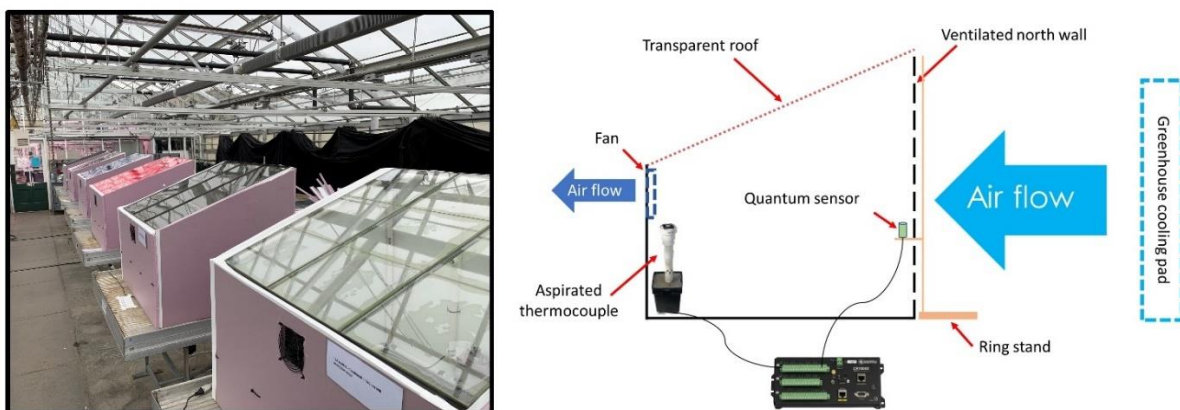 Transparent roof
Ventilated north wall
Fan
Air flow
Quantum sensor
Air flow
Greenhouse cooling pad
Aspirated
thermocouple
Ring stand